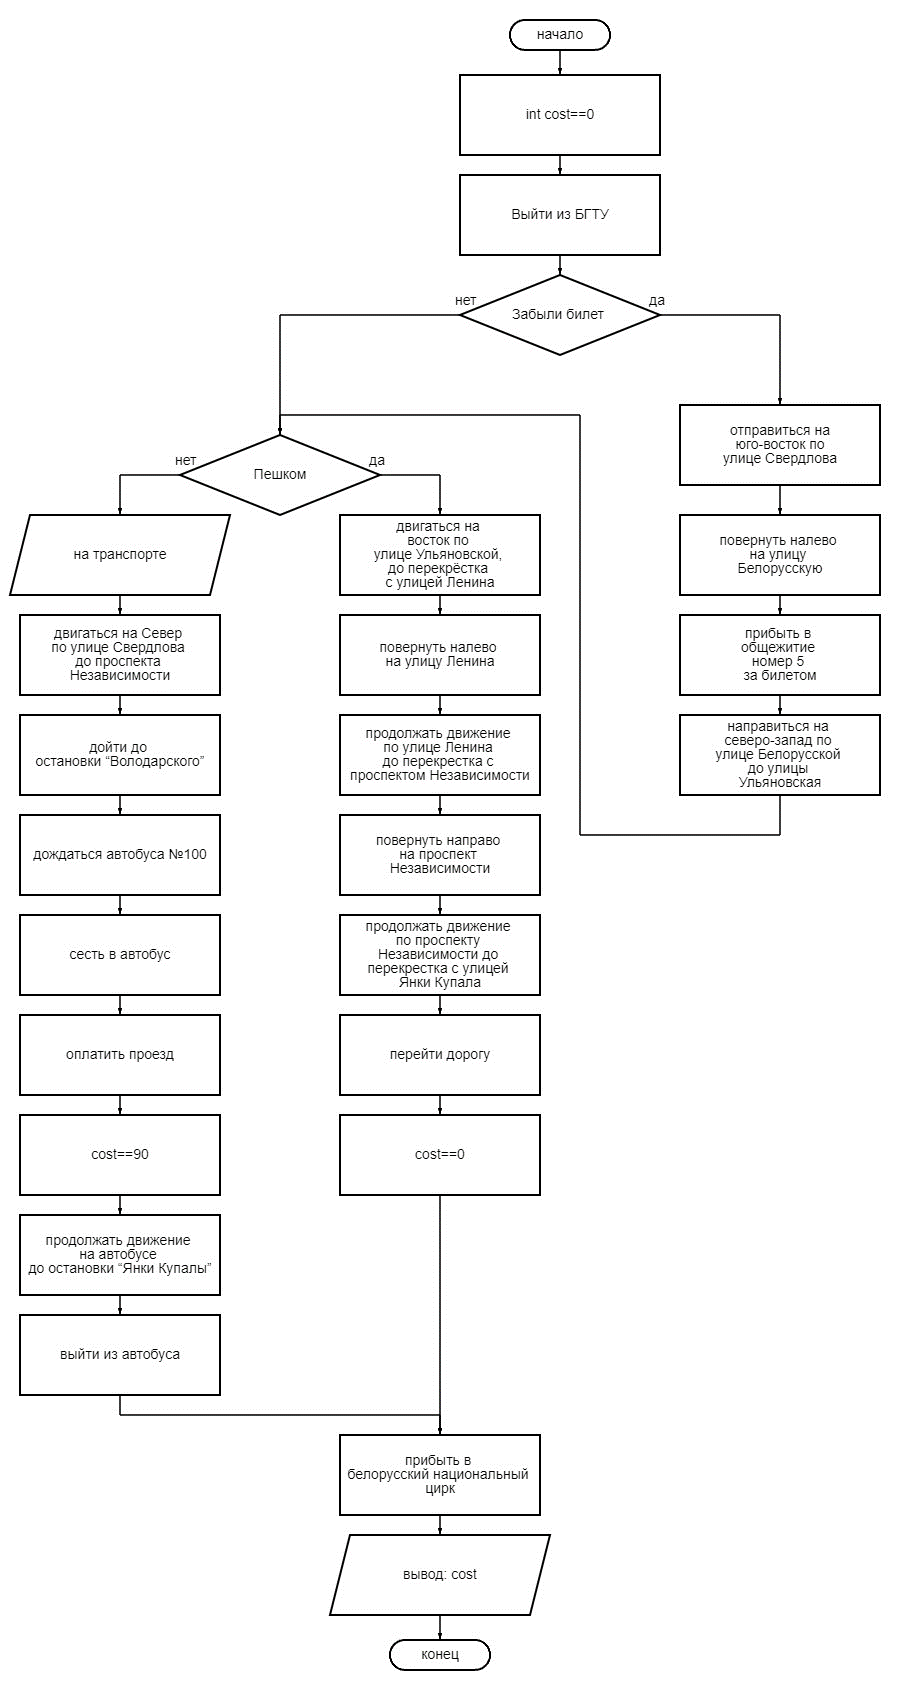 начало
int cost==0
Выйти из БГТУ
нет
да
Забыли билет
отправиться на
юго-восток по
улице Свердлова
повернуть налево
на улицу
Белорусскую
прибыть в
общежитие
номер 5
за билетом
направиться на
северо-запад по
улице Белорусской
до улицы
Ульяновская
нет
да
Пешком
на транспорте
двигаться на Север
по улице Свердлова
до проспекта
Независимости
дойти до
остановки “Володарского”
дождаться автобуса №100
сесть в автобус
оплатить проезд
cost==90
продолжать движение
на автобусе
до остановки “Янки Купалы”
выйти из автобуса
двигаться на
восток по
улице Ульяновской,
до перекрёстка
с улицей Ленина
повернуть налево
на улицу Ленина
продолжать движение
по улице Ленина
до перекрестка с
проспектом Независимости
повернуть направо
на проспект
Независимости
продолжать движение
по проспекту
Независимости до
перекрестка с улицей
Янки Купала
перейти дорогу
cost==0
прибыть в
белорусский национальный
цирк
вывод: cost
конец